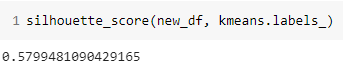 1 silhouette_score(new_df, kmeans.labels_)
0.5799481090429165